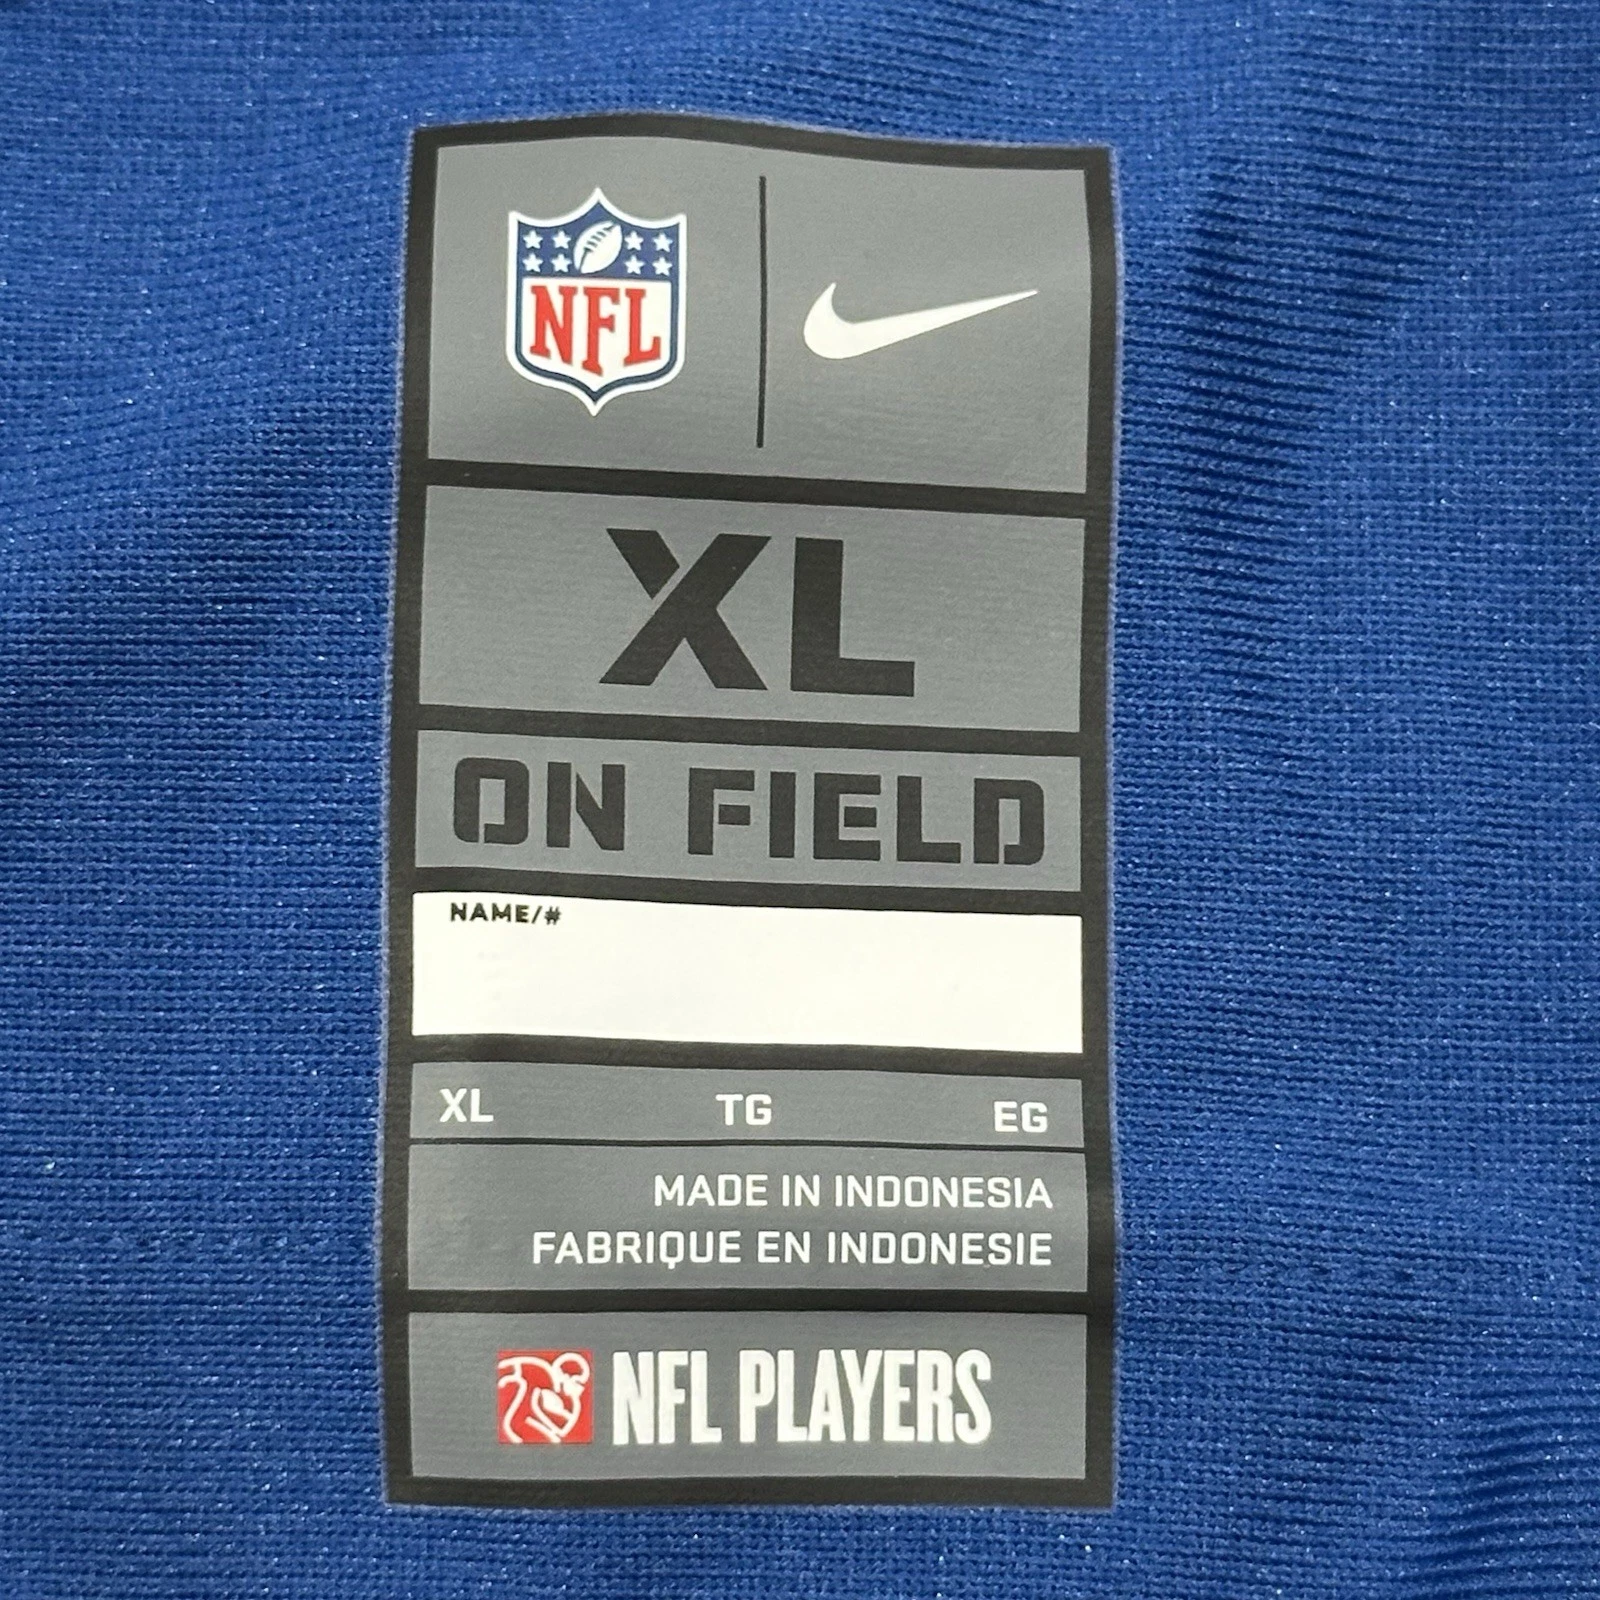 NFL
XL
ON FIELD
NAME/#
XL TG EG
MADE IN INDONESIA
FABRIQUE EN INDONESIE
NFL PLAYERS